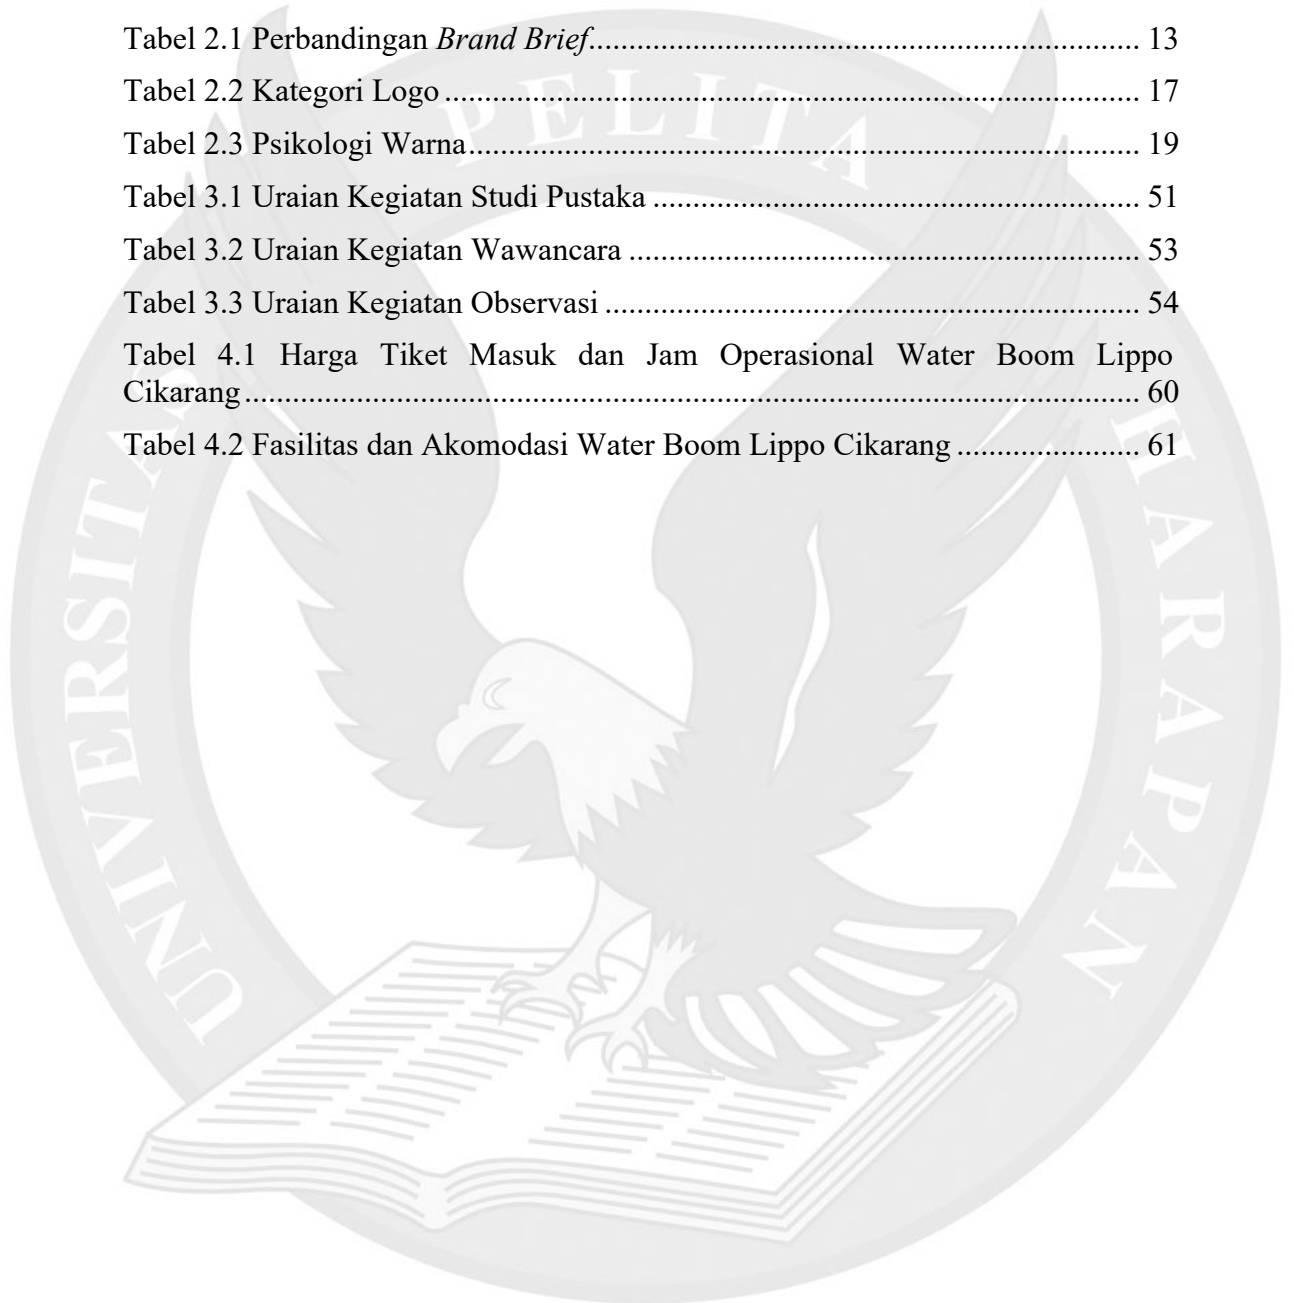 Tabel 2.1 Perbandingan Brand Brief.................................................................... 13
Tabel 2.2 Kategori Logo....................................................................................... 17
Tabel 2.3 Psikologi Warna.................................................................................... 19
Tabel 3.1 Uraian Kegiatan Studi Pustaka ............................................................. 51
Tabel 3.2 Uraian Kegiatan Wawancara ................................................................ 53
Tabel 3.3 Uraian Kegiatan Observasi ................................................................... 54
Tabel 4.1 Harga Tiket Masuk dan Jam Operasional Water Boom Lippo
Cikarang................................................................................................................. 60
Tabel 4.2 Fasilitas dan Akomodasi Water Boom Lippo Cikarang ....................... 61
UNIVERSITAS PELITA HARAPAN